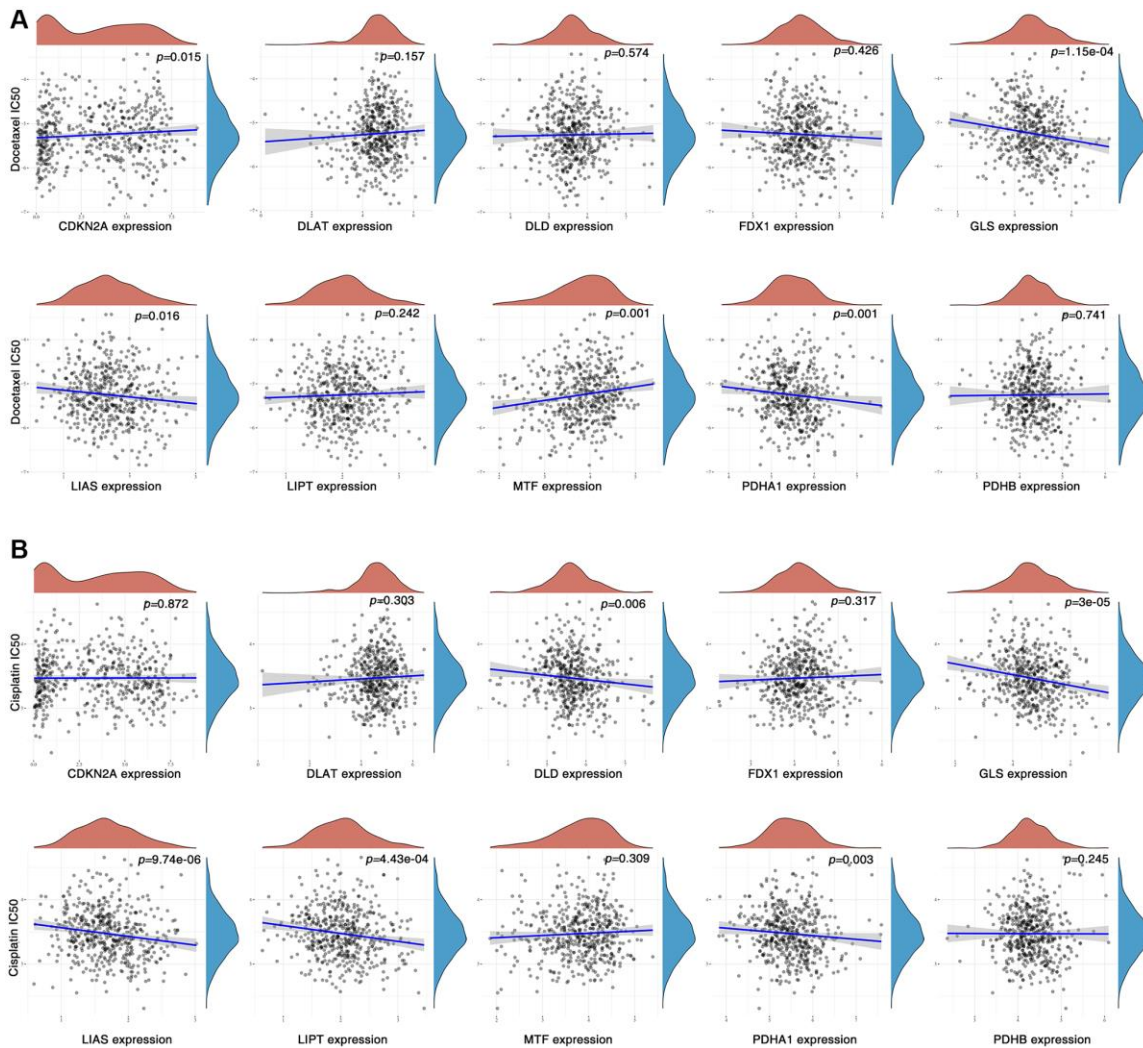 A
p=0.015
p=0.157
p=0.574
p=0.426
p=1.15e-04
Docetaxel IC50
CDKN2A expression
DLAT expression
DLD expression
FDX1 expression
GLS expression
p=0.016
p=0.242
p=0.001
p=0.001
p=0.741
Docetaxel IC50
LIAS expression
LIPT expression
MTF expression
PDHA1 expression
PDHB expression
B
p=0.872
p=0.303
p=0.006
p=0.317
p=3e-05
Cisplatin IC50
CDKN2A expression
DLAT expression
DLD expression
FDX1 expression
GLS expression
p=9.74e-06
p=4.43e-04
p=0.309
p=0.003
p=0.245
Cisplatin IC50
LIAS expression
LIPT expression
MTF expression
PDHA1 expression
PDHB expression